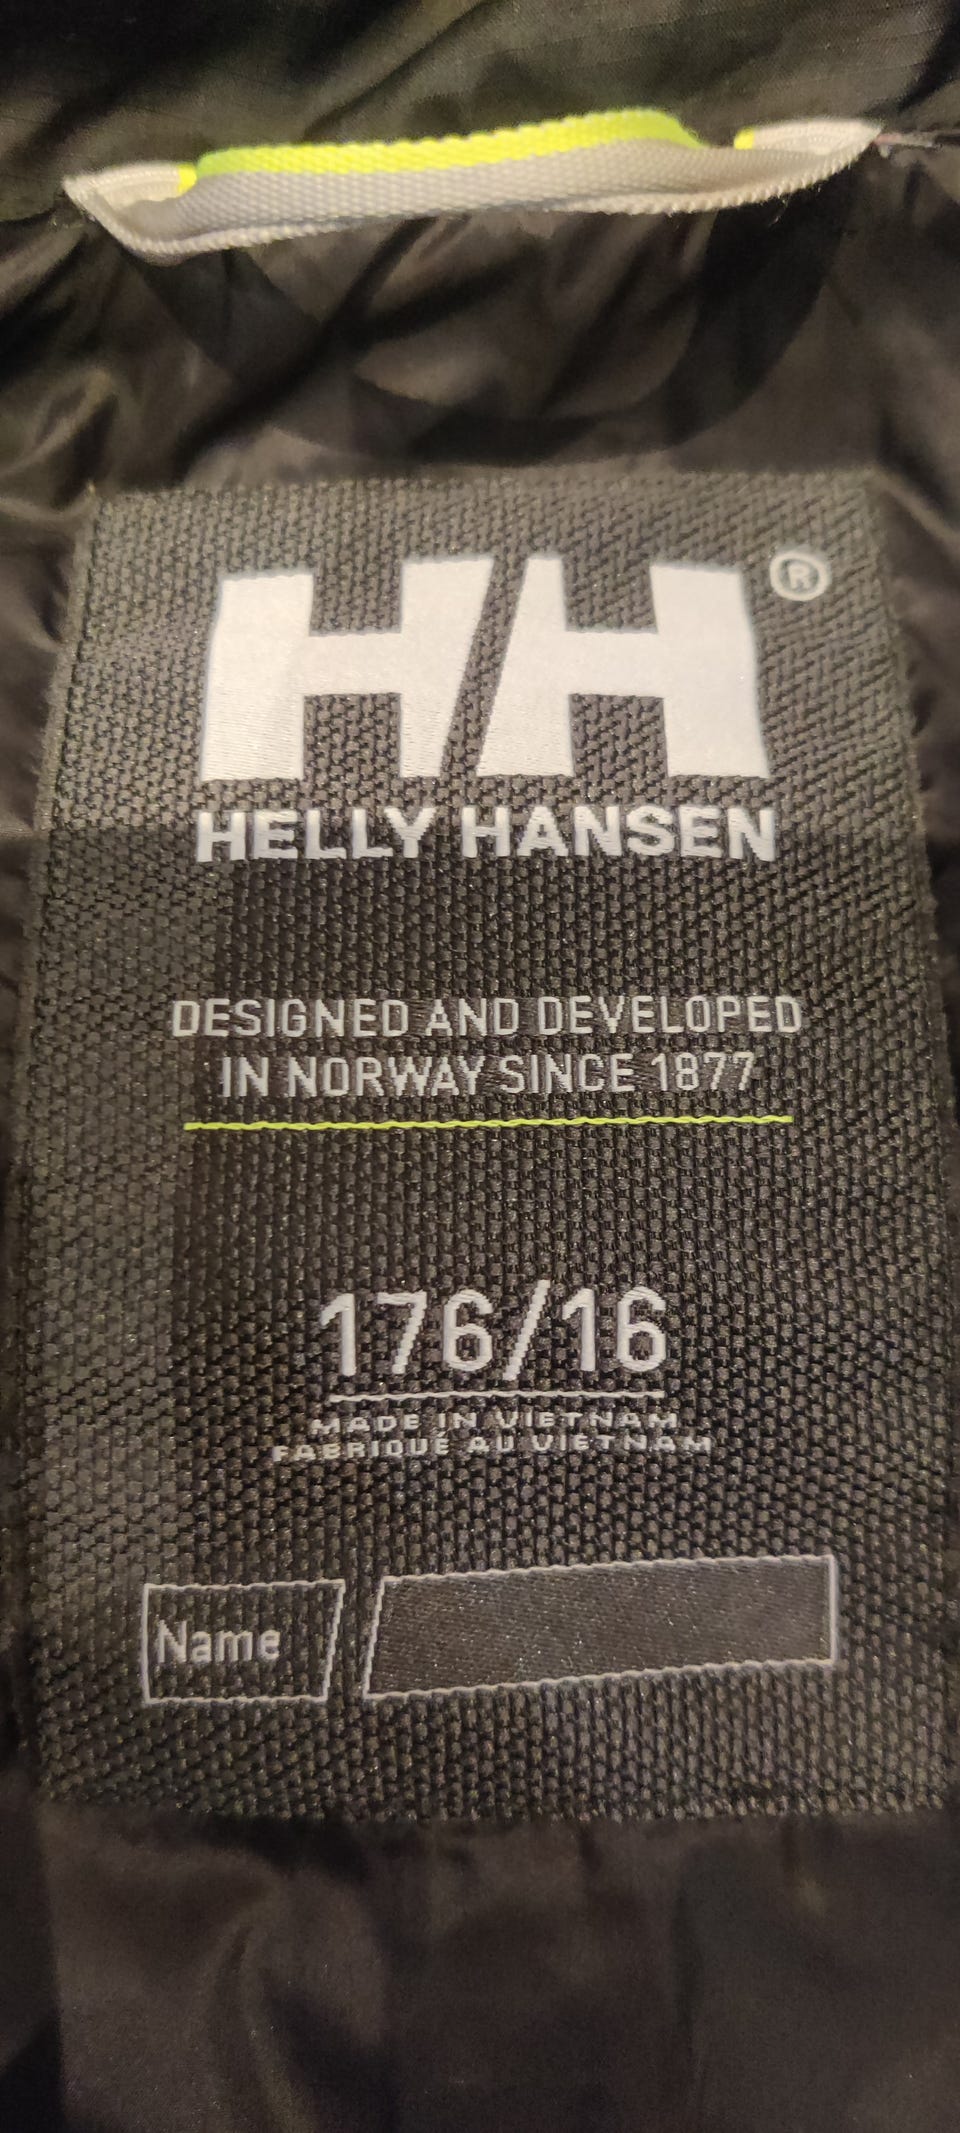 HH®
HELLY HANSEN
DESIGNED AND DEVELOPED
IN NORWAY SINCE 1877
176/16
MADE IN VIETNAM
FABRIQUÉ AU VIETNAM
Name